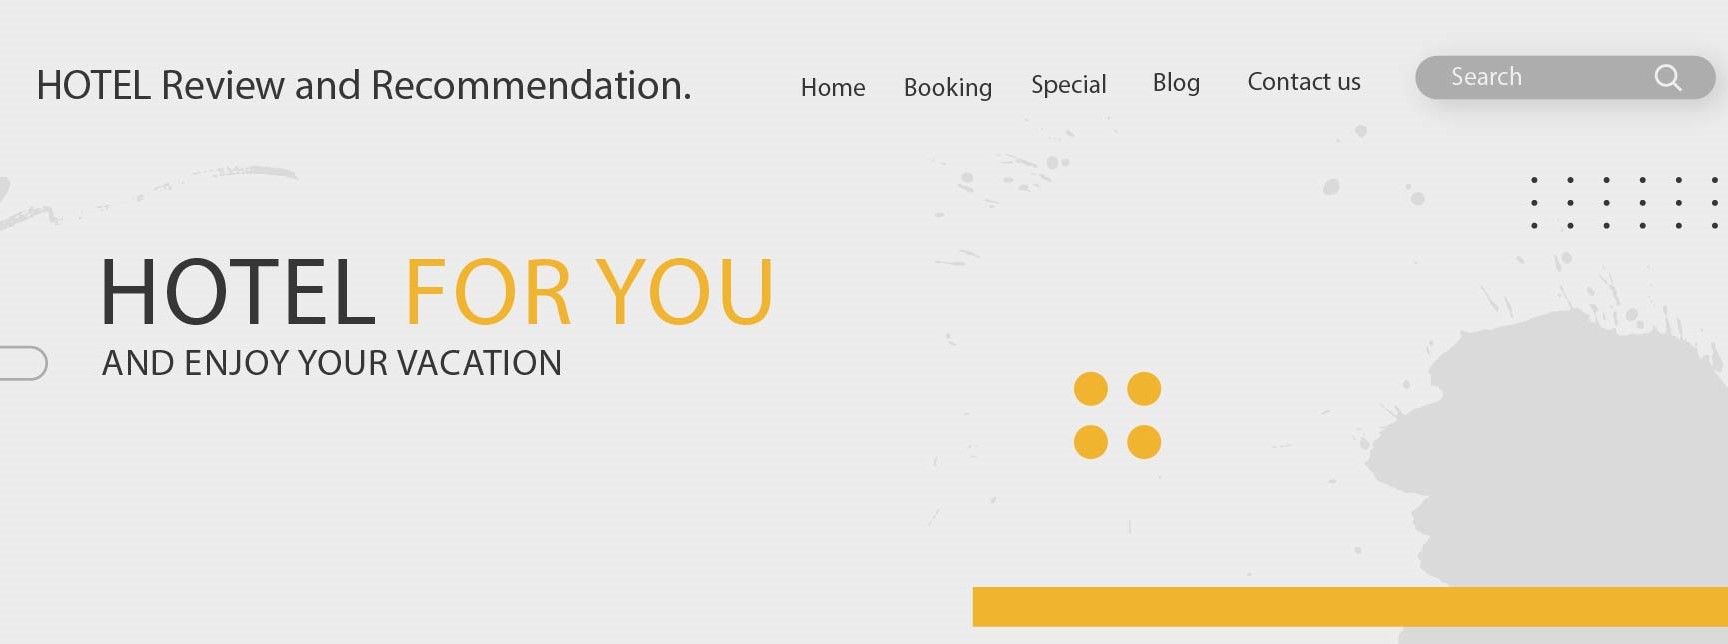 HOTEL Review and Recommendation.
Home Booking Special Blog Contact us Search
HOTEL FOR YOU
AND ENJOY YOUR VACATION